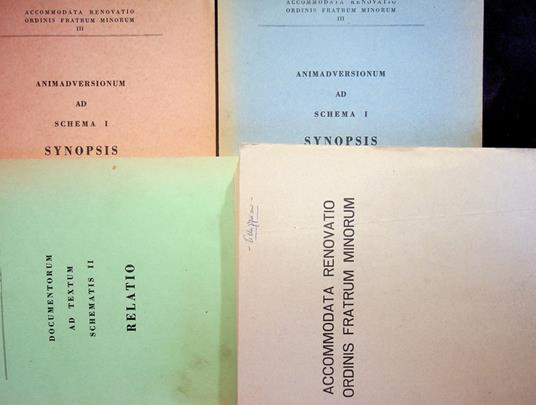 ACCOMMODATA RENOVATIO
ORDINIS FRATRUM MINORUM
III
ANIMADVERSIONUM
AD
SCHEMA I
SYNOPSIS
ACCOMMODATA RENOVATIO
ORDINIS FRATRUM MINORUM
III
ANIMADVERSIONUM
AD
SCHEMA I
SYNOPSIS
DOCUMENTORUM
AD TEXTUM
SCHEMATIS II
RELATIO
ACCOMMODATA RENOVATIO
ORDINIS FRATRUM MINORUM